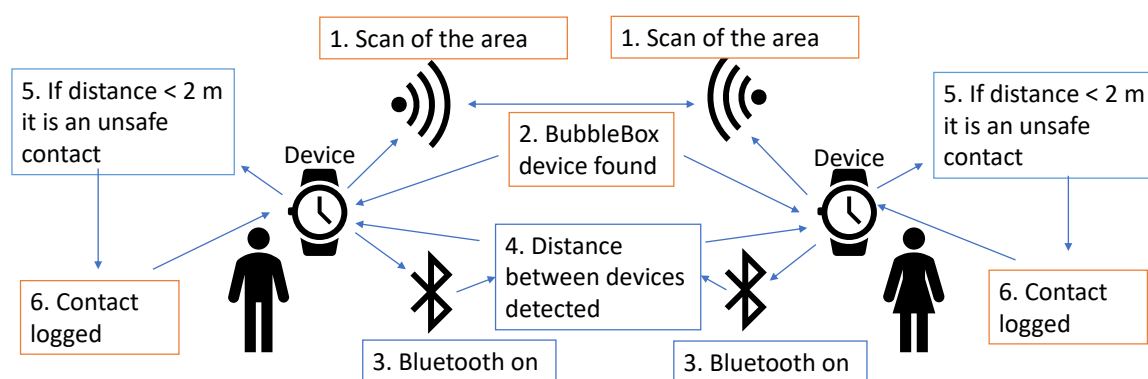 1. Scan of the area
1. Scan of the area
5. If distance < 2 m
it is an unsafe
contact
5. If distance < 2 m
it is an unsafe
contact
2. BubbleBox
device found
Device
Device
4. Distance
between devices
detected
6. Contact
logged
6. Contact
logged
3. Bluetooth on
3. Bluetooth on